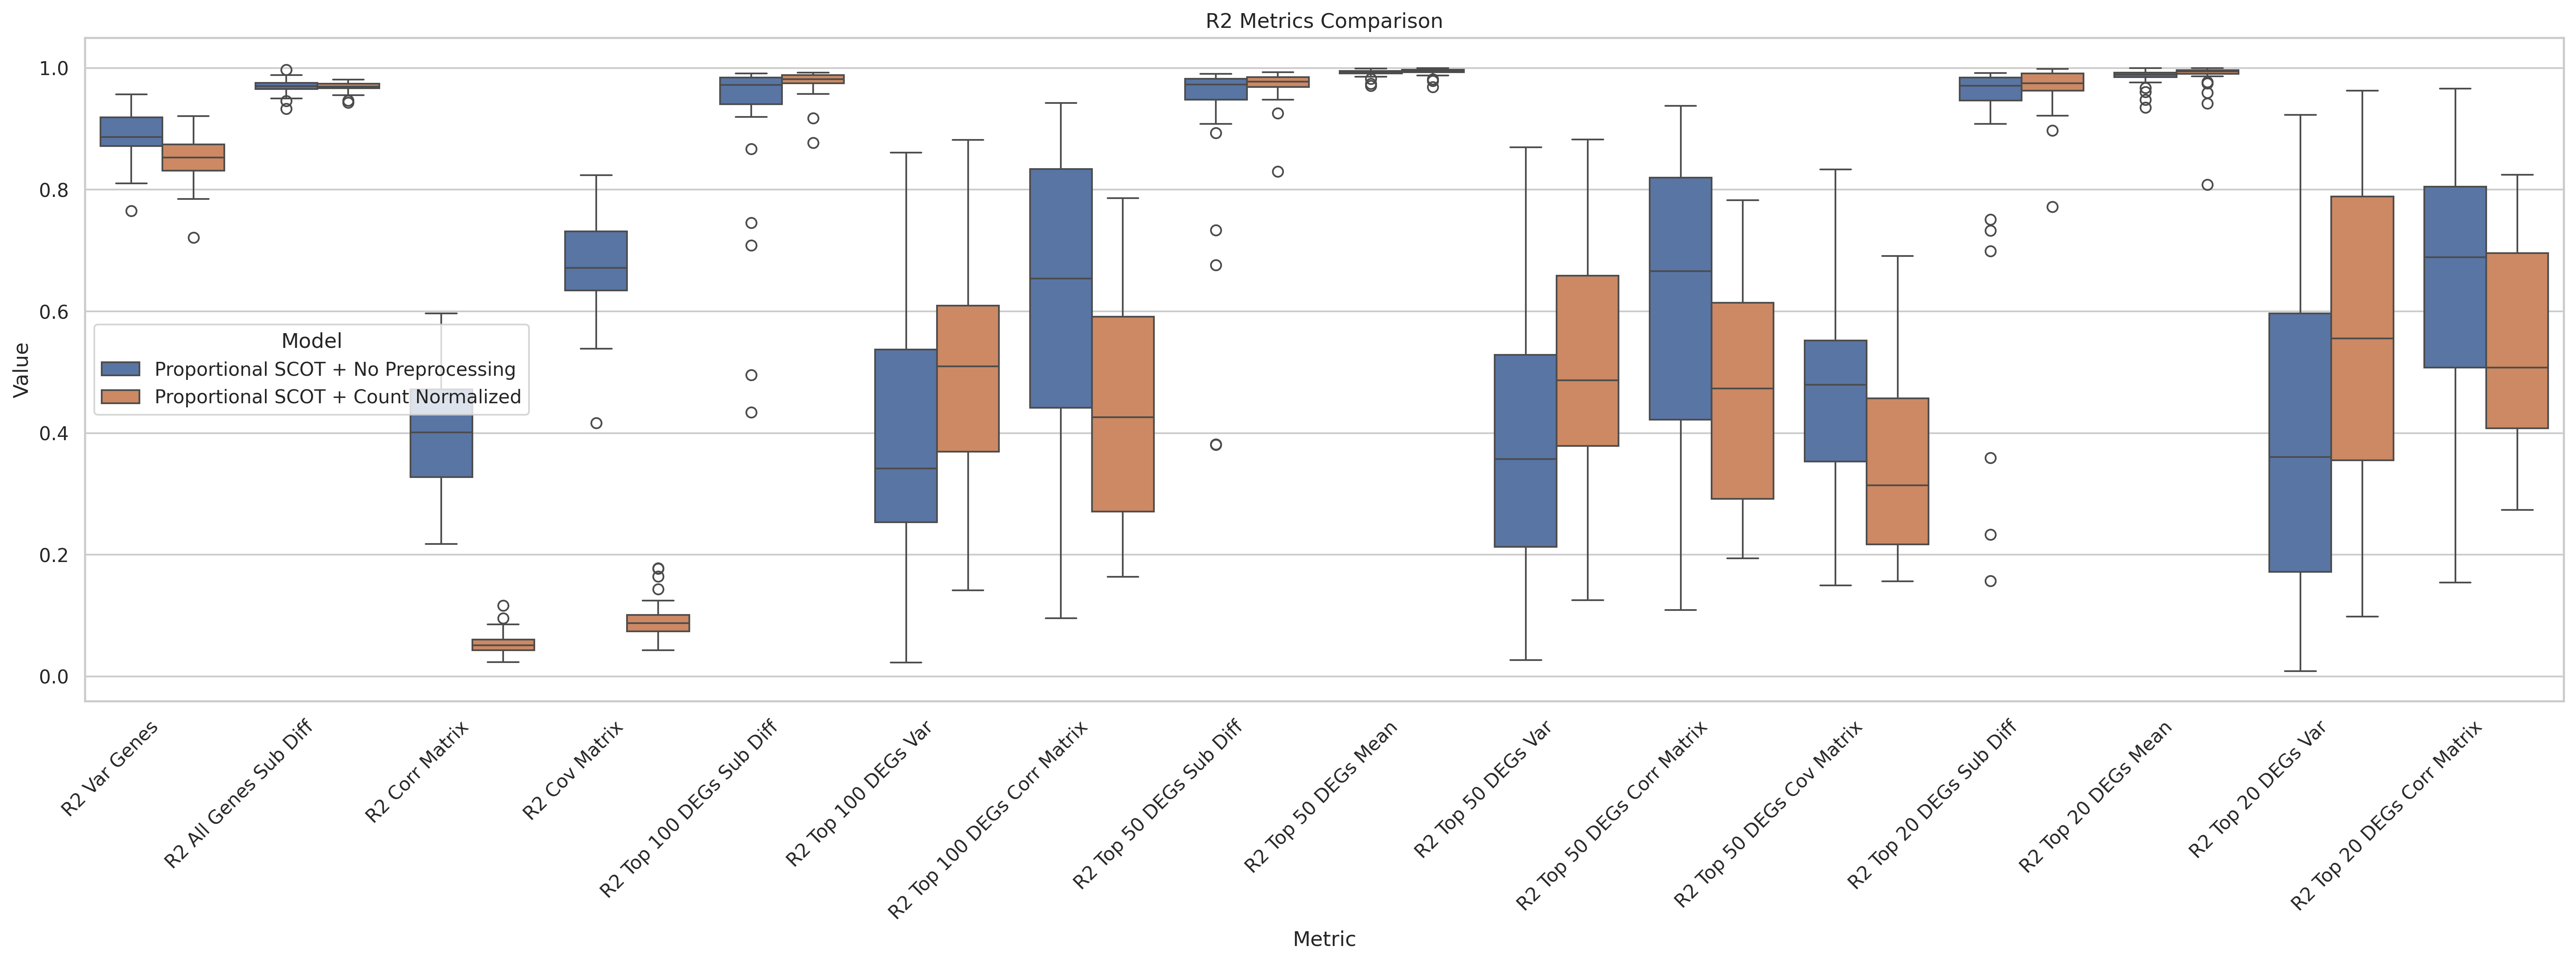 R2 Metrics Comparison
1.0
0.8
0.6
0.4
0.2
0.0
Value
Model
Proportional SCOT + No Preprocessing
Proportional SCOT + Count Normalized
R2 Var Genes
R2 All Genes Sub Diff
R2 Corr Matrix
R2 Cov Matrix
R2 Top 100 DEGs Sub Diff
R2 Top 100 DEGs Var
R2 Top 100 DEGs Corr Matrix
R2 Top 50 DEGs Sub Diff
R2 Top 50 DEGs Mean
R2 Top 50 DEGs Var
R2 Top 50 DEGs Corr Matrix
R2 Top 50 DEGs Cov Matrix
R2 Top 20 DEGs Sub Diff
R2 Top 20 DEGs Mean
R2 Top 20 DEGs Var
R2 Top 20 DEGs Corr Matrix
Metric